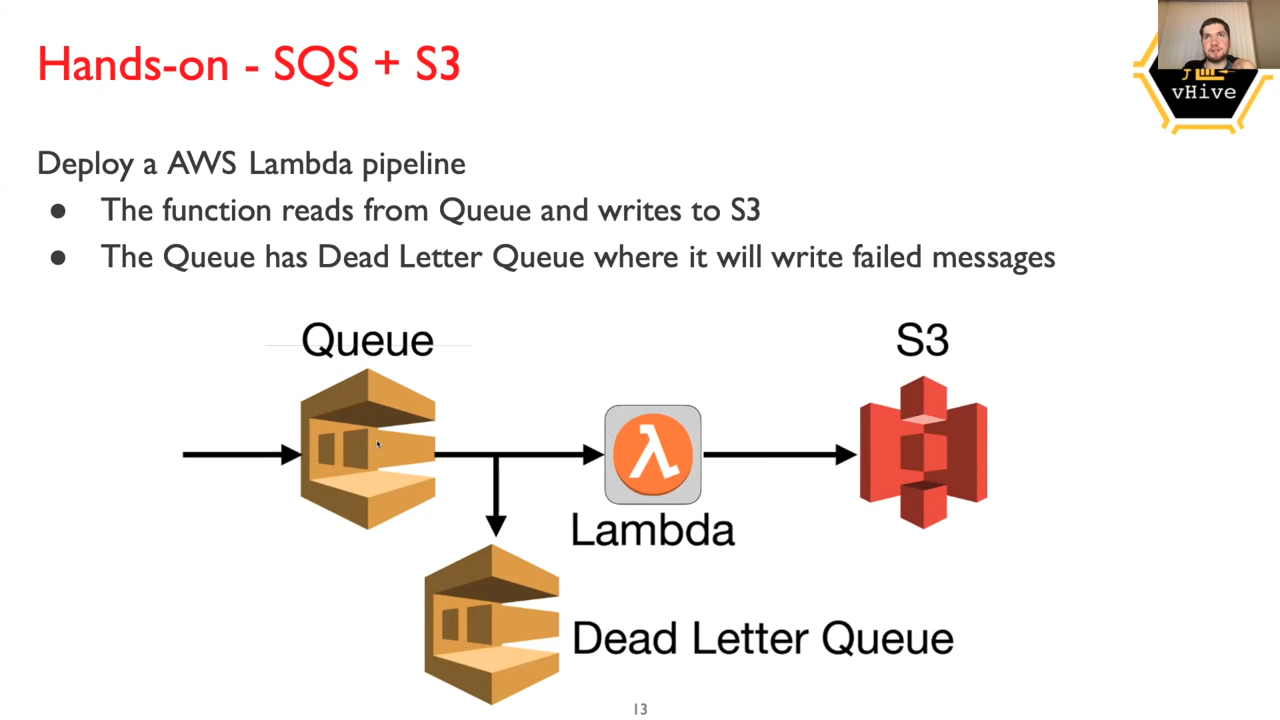 Hands-on - SQS + S3
vHive
Deploy a AWS Lambda pipeline
● The function reads from Queue and writes to S3
● The Queue has Dead Letter Queue where it will write failed messages
Queue
S3
λ
Lambda
Dead Letter Queue
13